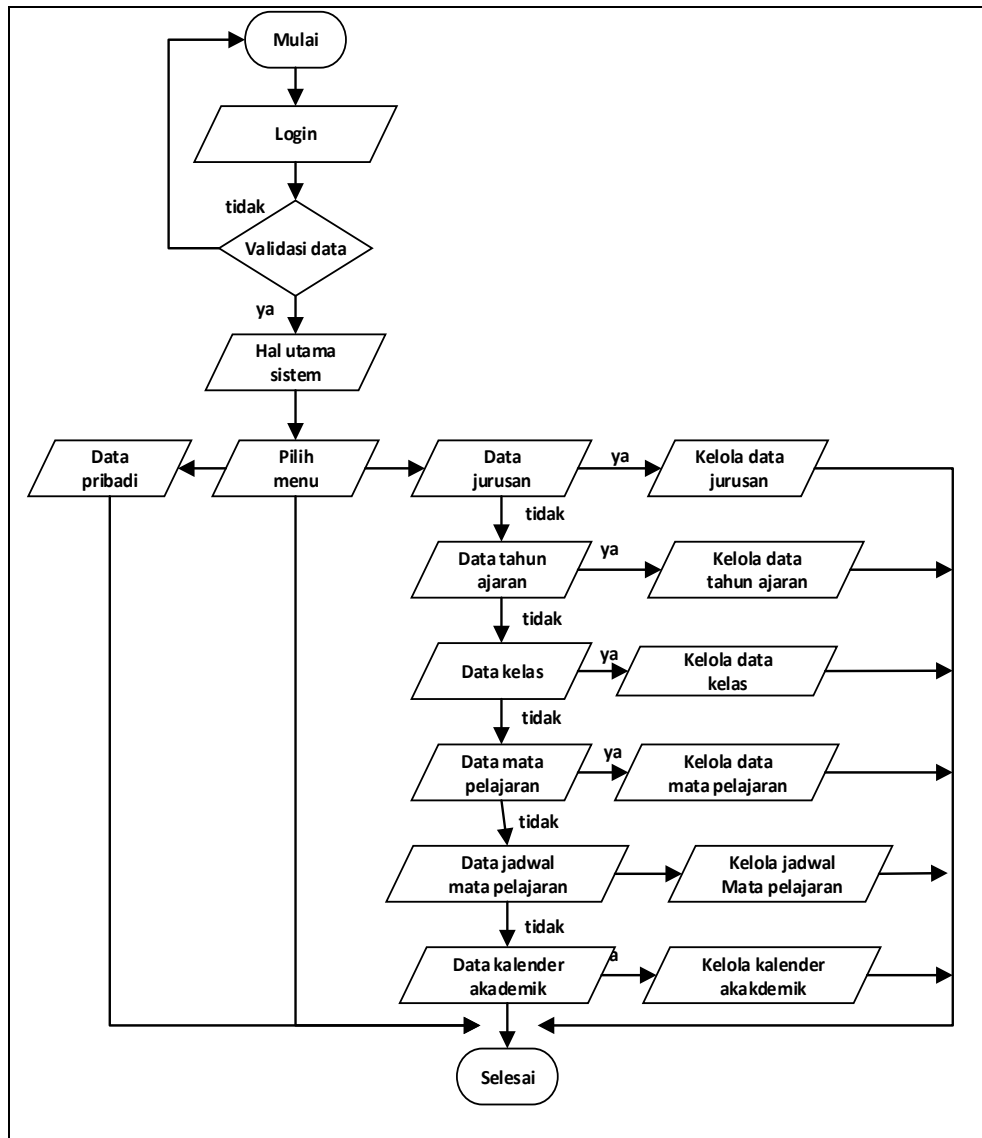 Mulai
Login
tidak
Validasi data
ya
Hal utama
sistem
Data
pribadi
Pilih
menu
Data
jurusan
ya
Kelola data
jurusan
tidak
Data tahun
ajaran
ya
Kelola data
tahun ajaran
tidak
Data kelas
ya
Kelola data
kelas
tidak
Data mata
pelajaran
ya
Kelola data
mata pelajaran
tidak
Data jadwal
mata pelajaran
Kelola jadwal
Mata pelajaran
tidak
Data kalender
akademik
Kelola kalender
akakdemik
Selesai